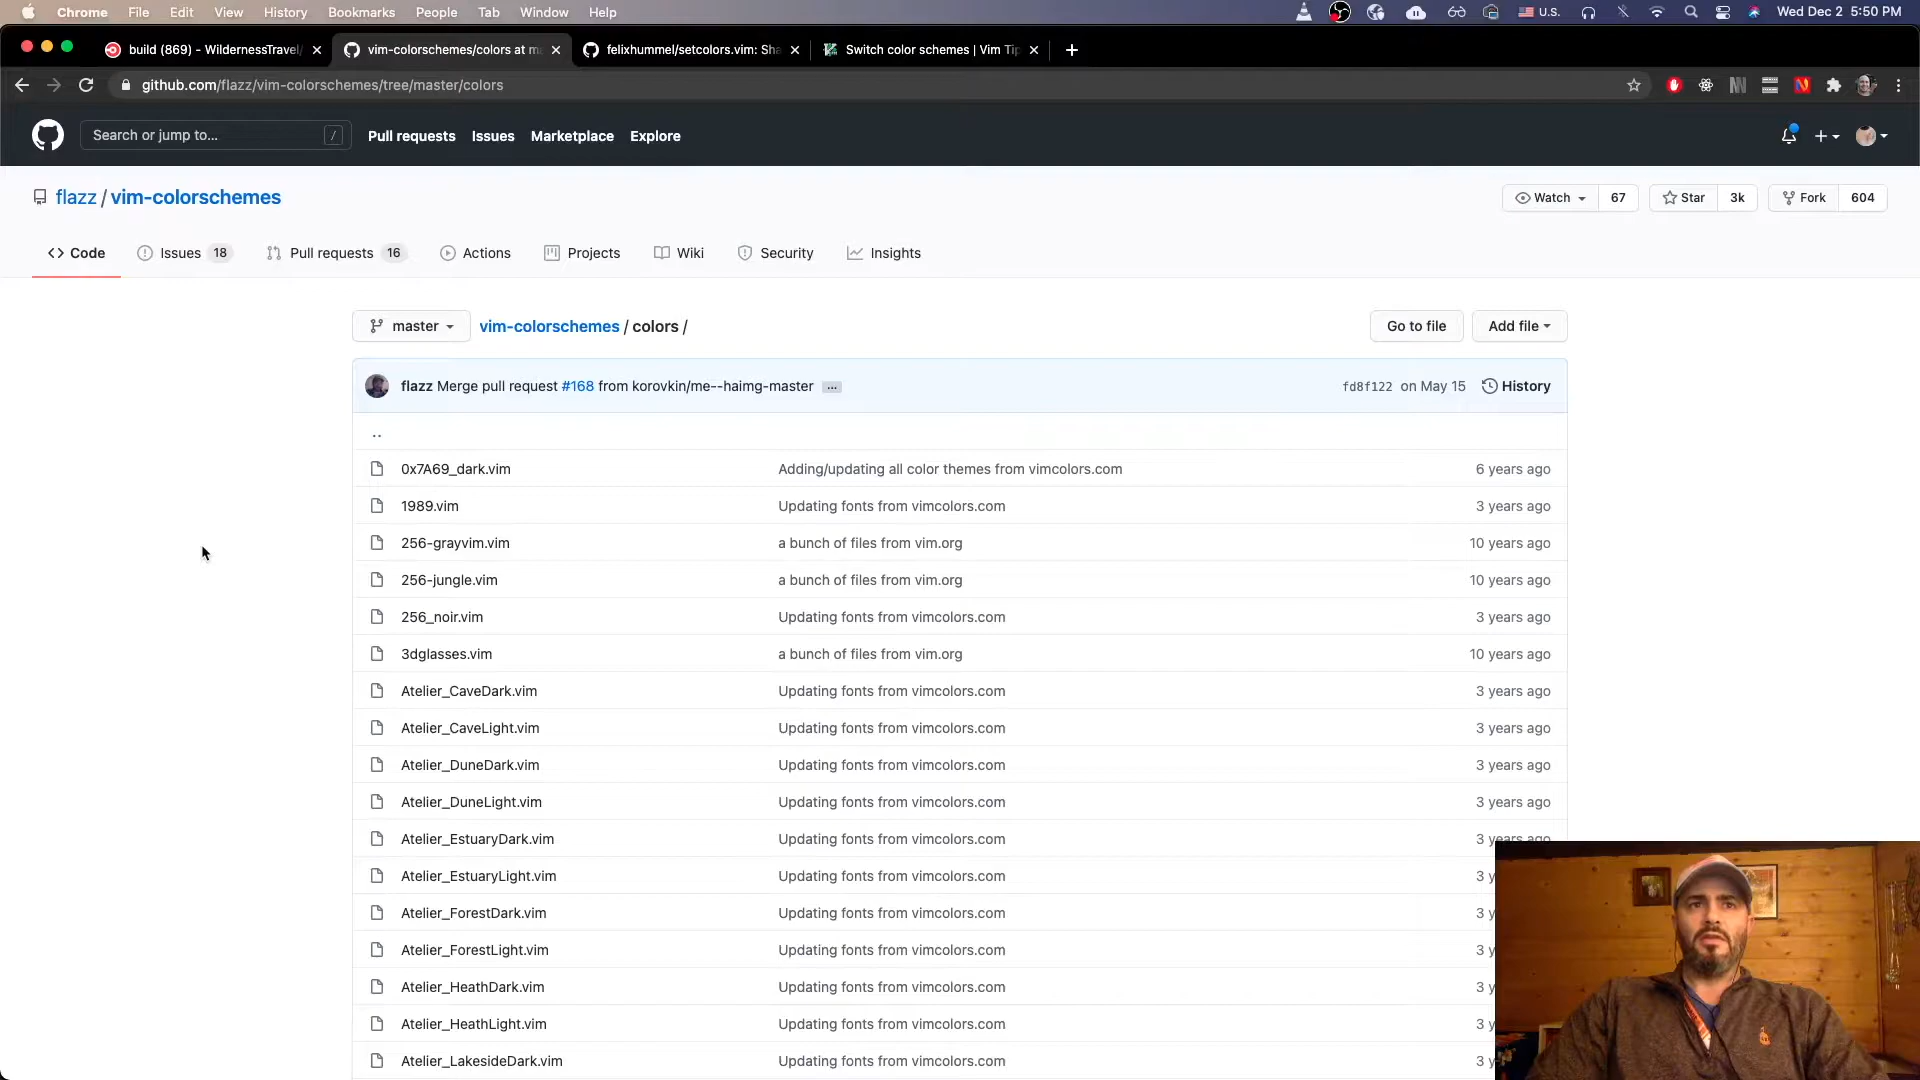 Chrome File Edit View History Bookmarks People Tab Window Help U.S. Wed Dec 2 5:50 PM
build (869) - WildernessTravel/
vim-colorschemes/colors at m
felixhummel/setcolors.vim: Sha
Switch color schemes | Vim Tip
github.com/flazz/vim-colorschemes/tree/master/colors
Search or jump to... / Pull requests Issues Marketplace Explore
flazz / vim-colorschemes Watch 67 Star 3k Fork 604
Code Issues 18 Pull requests 16 Actions Projects Wiki Security Insights
master vim-colorschemes / colors / Go to file Add file
flazz Merge pull request #168 from korovkin/me--haimg-master ... fd8f122 on May 15 History
..
0x7A69_dark.vim Adding/updating all color themes from vimcolors.com 6 years ago
1989.vim Updating fonts from vimcolors.com 3 years ago
256-grayvim.vim a bunch of files from vim.org 10 years ago
256-jungle.vim a bunch of files from vim.org 10 years ago
256_noir.vim Updating fonts from vimcolors.com 3 years ago
3dglasses.vim a bunch of files from vim.org 10 years ago
Atelier_CaveDark.vim Updating fonts from vimcolors.com 3 years ago
Atelier_CaveLight.vim Updating fonts from vimcolors.com 3 years ago
Atelier_DuneDark.vim Updating fonts from vimcolors.com 3 years ago
Atelier_DuneLight.vim Updating fonts from vimcolors.com 3 years ago
Atelier_EstuaryDark.vim Updating fonts from vimcolors.com 3 years ago
Atelier_EstuaryLight.vim Updating fonts from vimcolors.com 3 y
Atelier_ForestDark.vim Updating fonts from vimcolors.com 3 y
Atelier_ForestLight.vim Updating fonts from vimcolors.com 3 y
Atelier_HeathDark.vim Updating fonts from vimcolors.com 3 y
Atelier_HeathLight.vim Updating fonts from vimcolors.com 3 y
Atelier_LakesideDark.vim Updating fonts from vimcolors.com 3 y